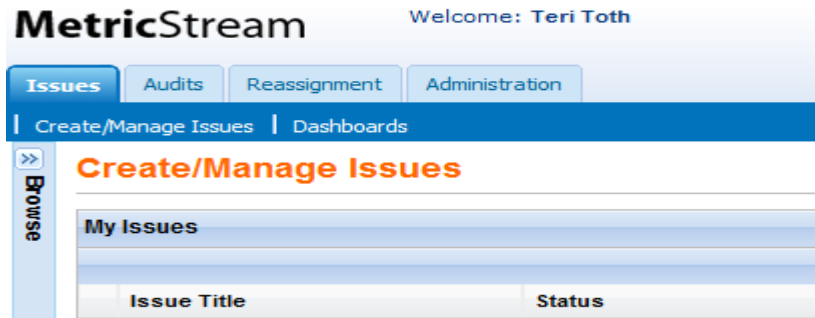 MetricStream Welcome: Teri Toth
Issues Audits Reassignment Administration
Create/Manage Issues Dashboards
Browse
Create/Manage Issues
My Issues
Issue Title Status